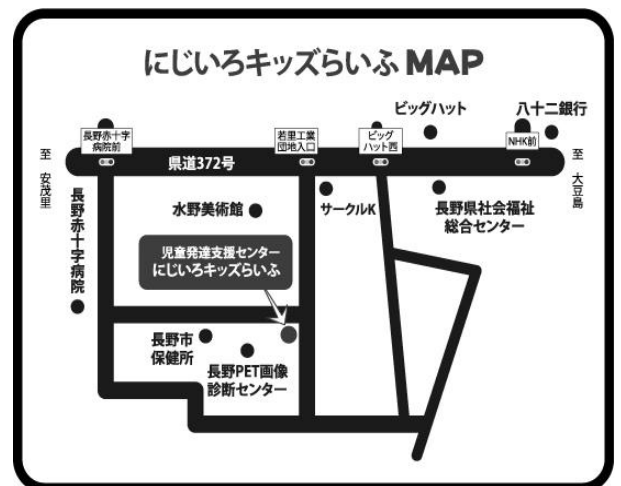 にじいろキッズらいふ MAP
ビッグハット
八十二銀行
長野赤十字
病院前
若里工業
団地入口
ビッグ
ハット西
NHK前
至 安茂里
県道372号
至 大豆島
長野赤十字病院
水野美術館
サークルK
長野県社会福祉
総合センター
児童発達支援センター
にじいろキッズらいふ
長野市
保健所
長野PET画像
診断センター